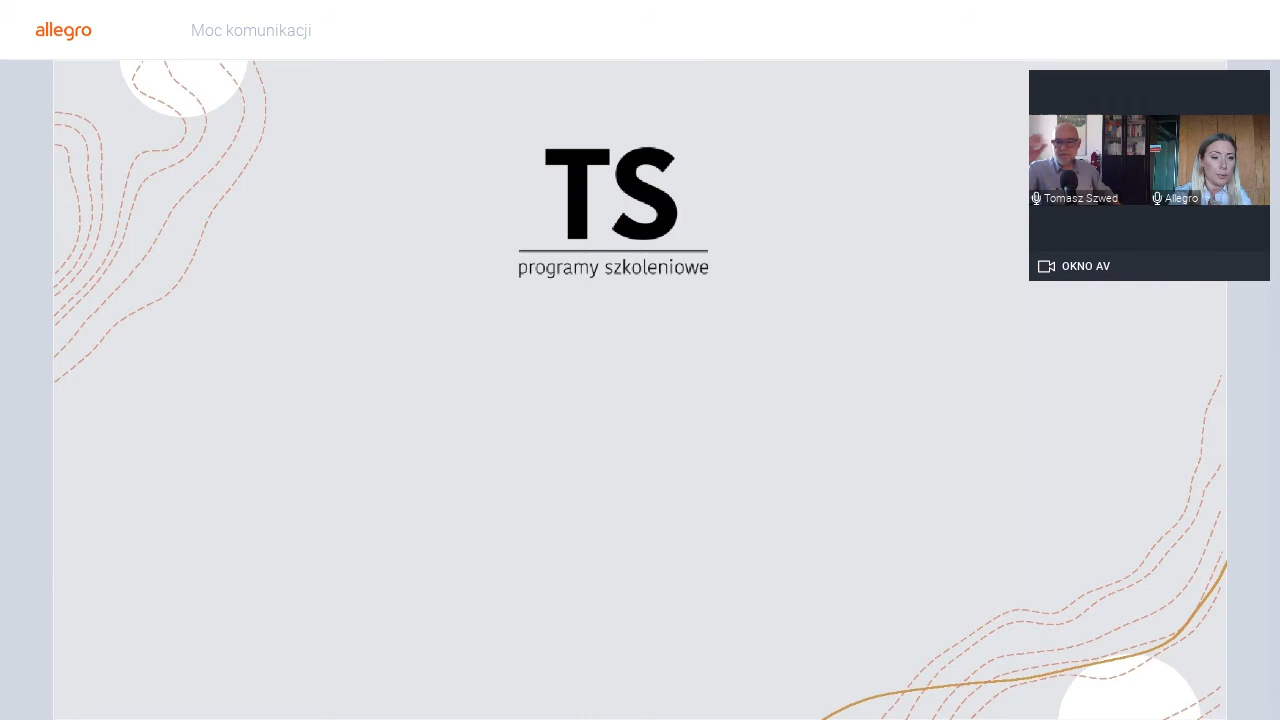 allegro
Moc komunikacji
TS
programy szkoleniowe
Tomasz Szwed
Allegro
OKNO AV